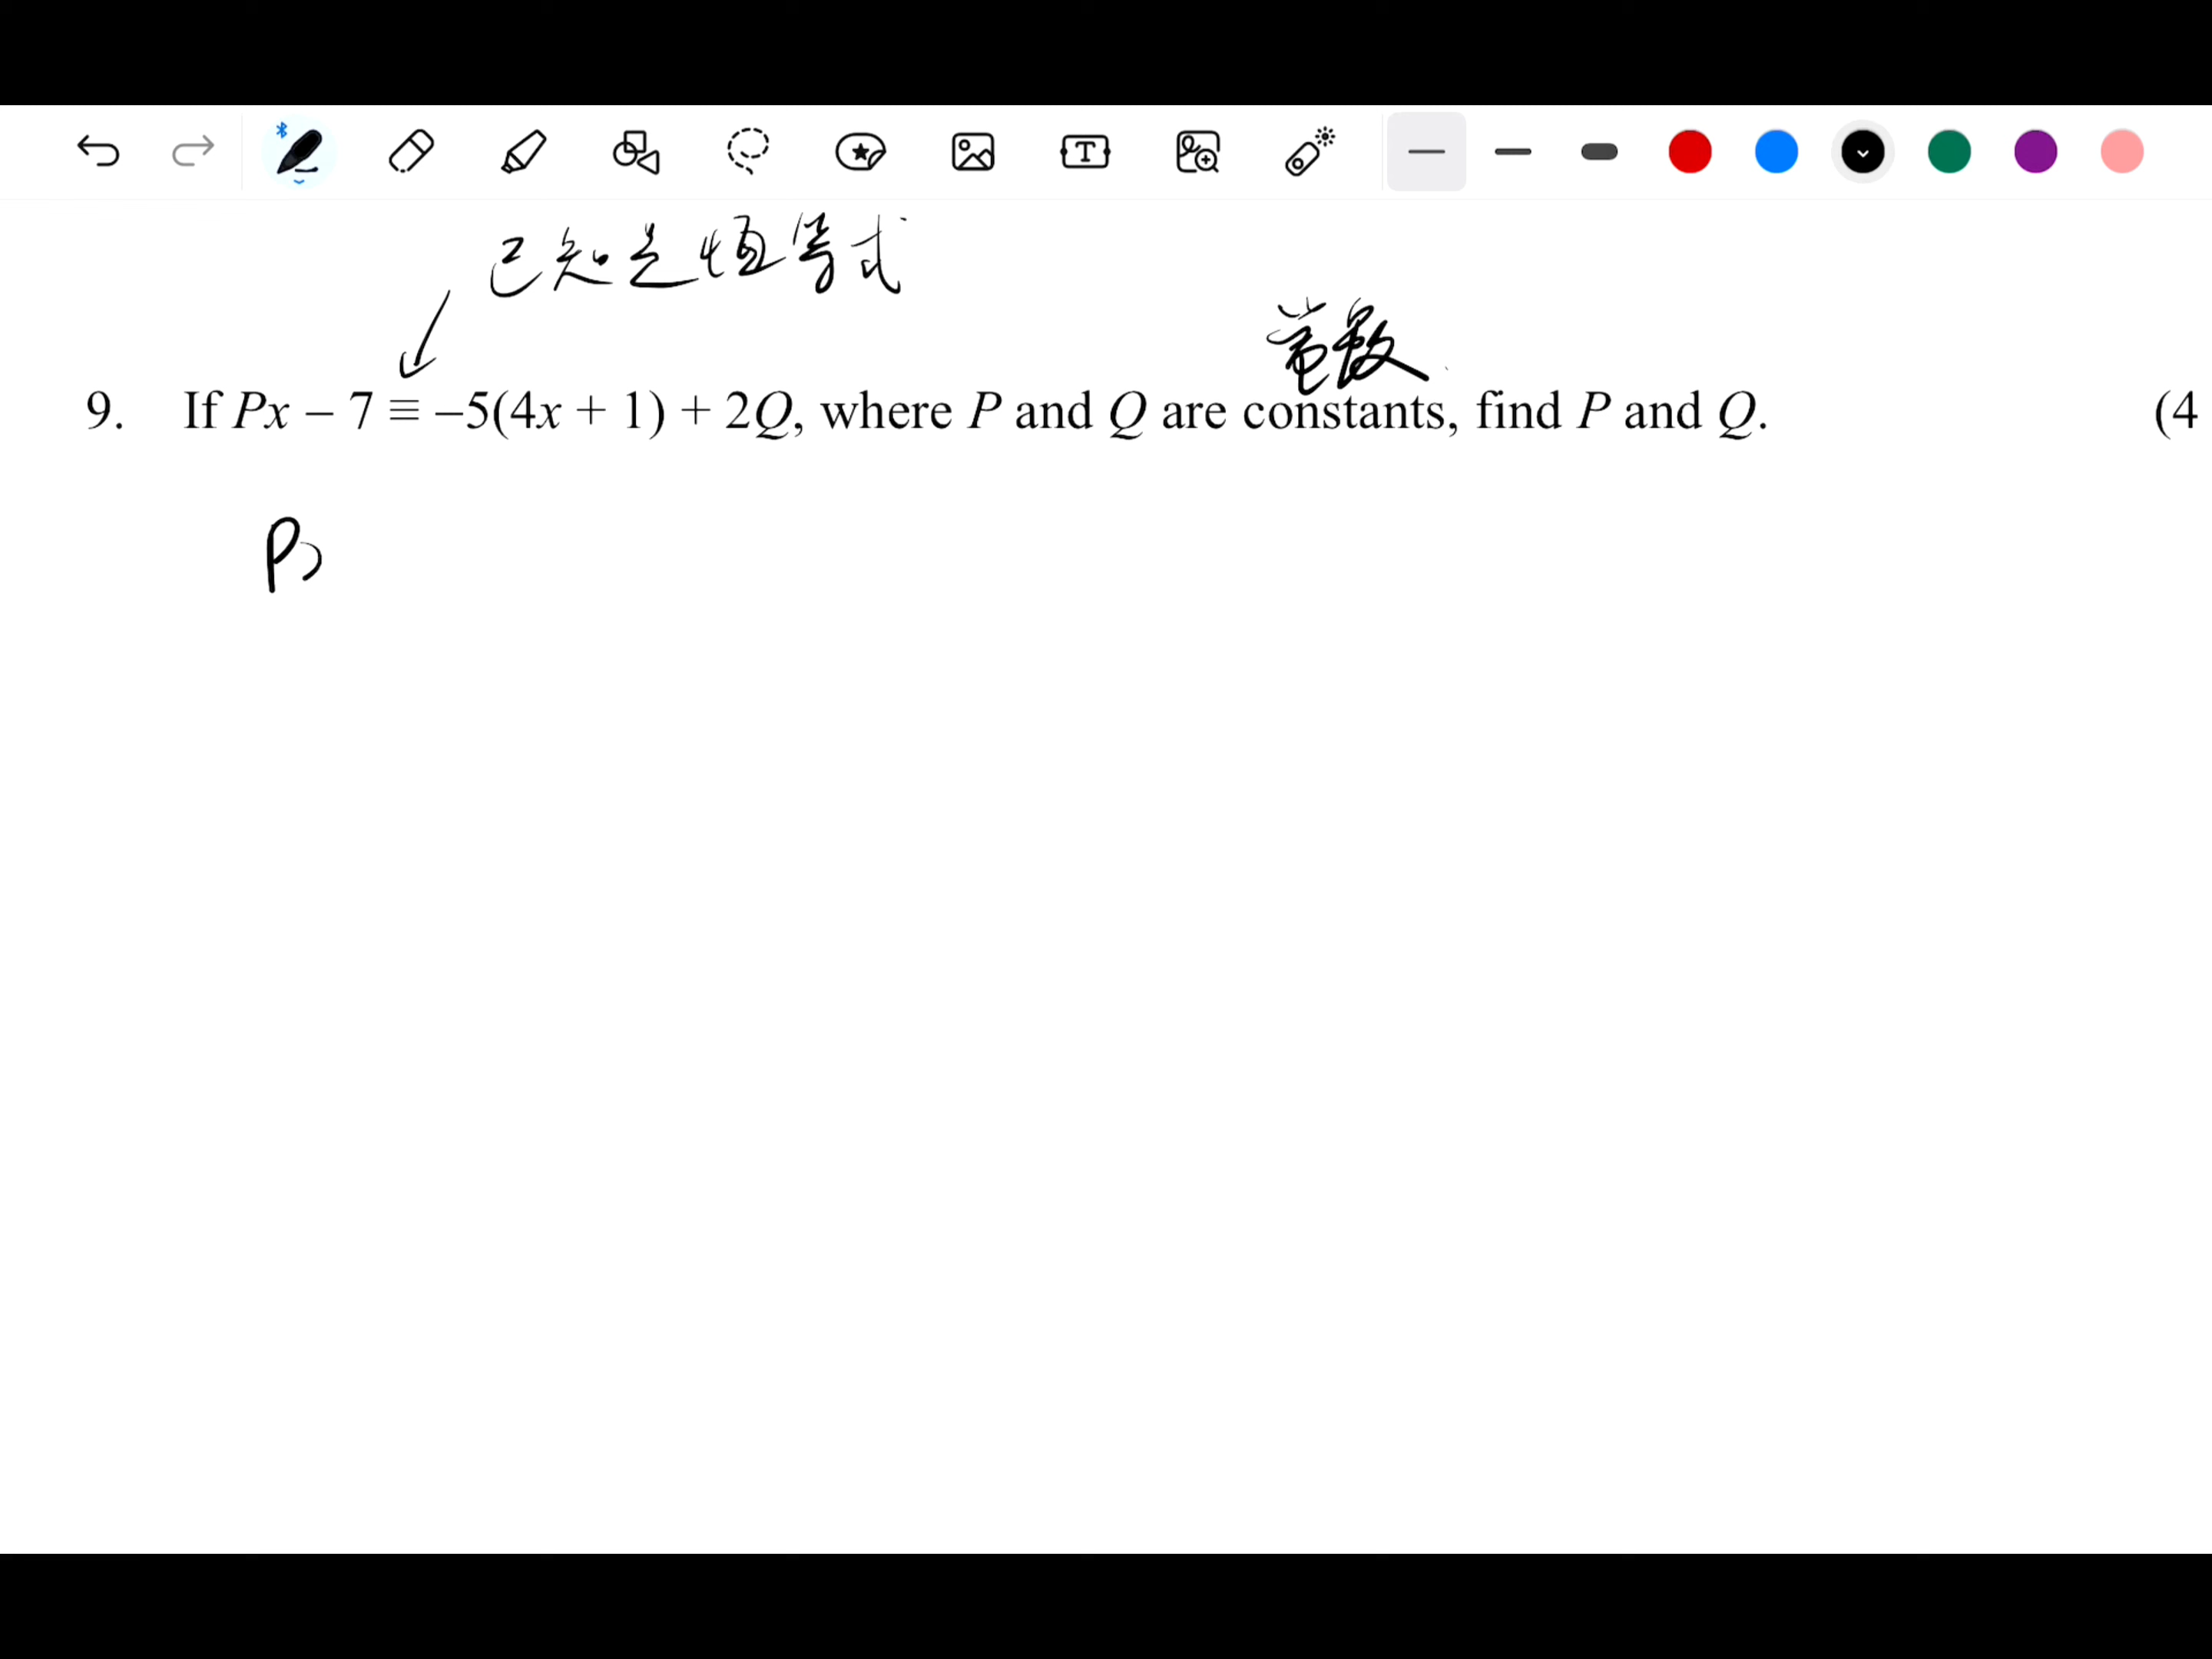 已知是恒等式
常数
9. If Px – 7 ≡ –5(4x + 1) + 2Q, where P and Q are constants, find P and Q. (4
P